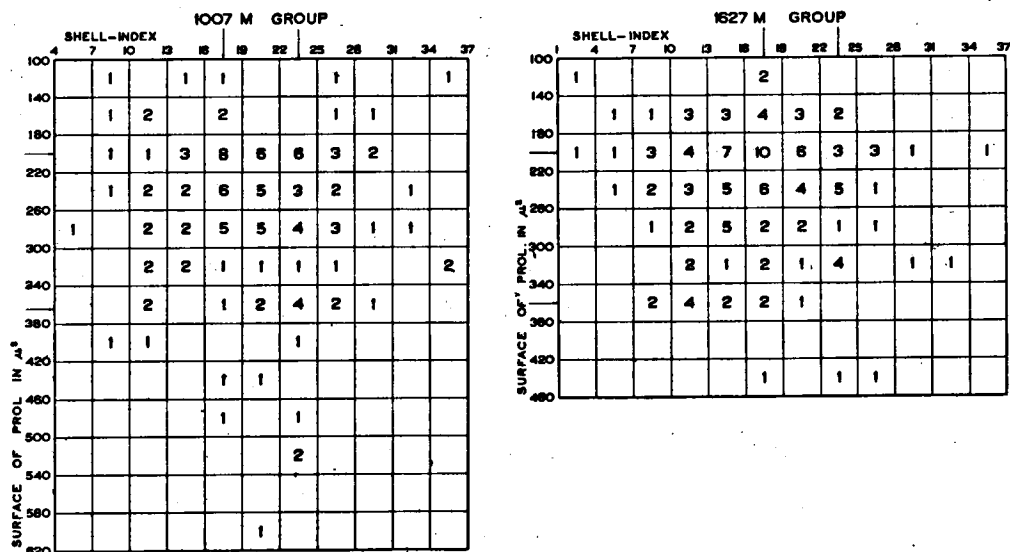 1007 M GROUP
SHELL-INDEX
4 7 10 13 16 19 22 25 28 31 34 37
100
1 1 1 1 1
140
1 2 2 1 1
180
1 1 3 8 6 6 3 2
220
1 2 2 6 5 3 2 1
260
1 2 2 5 5 4 3 1 1
300
2 2 1 1 1 1 2
340
2 1 2 4 2 1
380
1 1 1
420
1 1
460
1 1
500
2
540
580
1
620
SURFACE OF PROL IN µ²
1627 M GROUP
SHELL-INDEX
1 4 7 10 13 16 19 22 25 28 31 34 37
100
1 2
140
1 1 3 3 4 3 2
180
1 1 3 4 7 10 6 3 3 1 1
220
1 2 3 5 6 4 5 1
260
1 2 5 2 2 1 1
300
2 1 2 1 4 1 1
340
2 4 2 2 1
380
420
1 1 1
460
SURFACE OF PROL. IN µ²